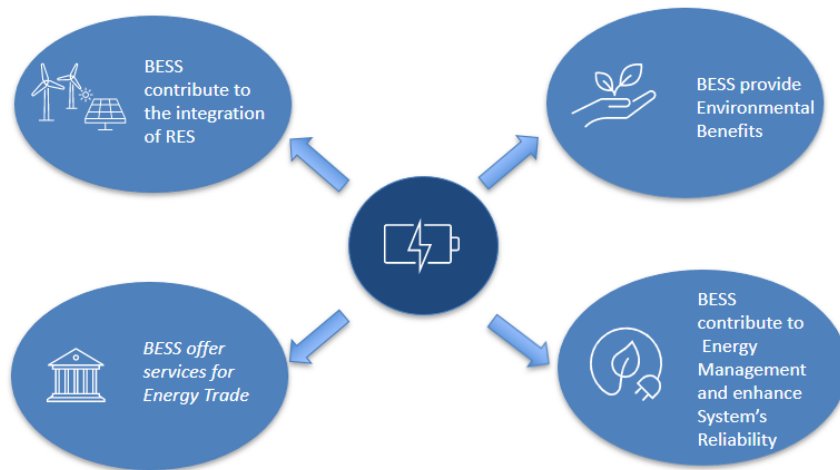 BESS
contribute to
the integration
of RES
BESS provide
Environmental
Benefits
BESS offer
services for
Energy Trade
BESS
contribute to
Energy
Management
and enhance
System's
Reliability